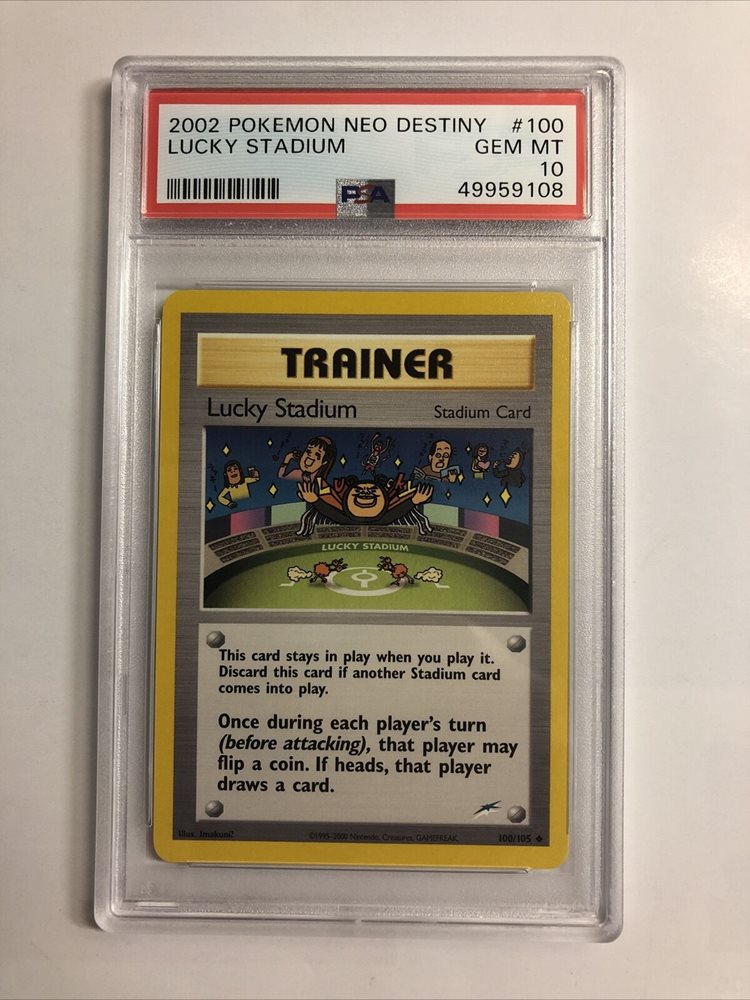 2002 POKEMON NEO DESTINY #100
LUCKY STADIUM GEM MT
10
PSA 49959108
TRAINER
Lucky Stadium Stadium Card
Lucky
LUCKY STADIUM
This card stays in play when you play it.
Discard this card if another Stadium card
comes into play.
Once during each player's turn
(before attacking), that player may
flip a coin. If heads, that player
draws a card.
Illus. Imakuni? ©1995-2000 Nintendo, Creatures, GAMEFREAK. 100/105